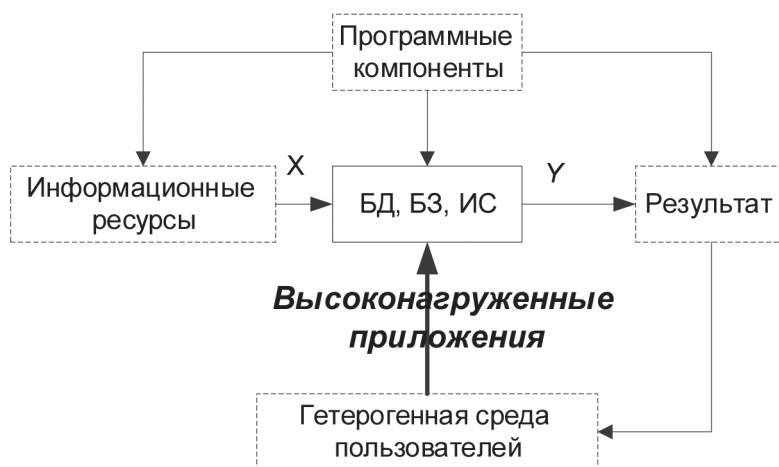 Программные
компоненты
Информационные
ресурсы
X
БД, БЗ, ИС
Y
Результат
Высоконагруженные
приложения
Гетерогенная среда
пользователей